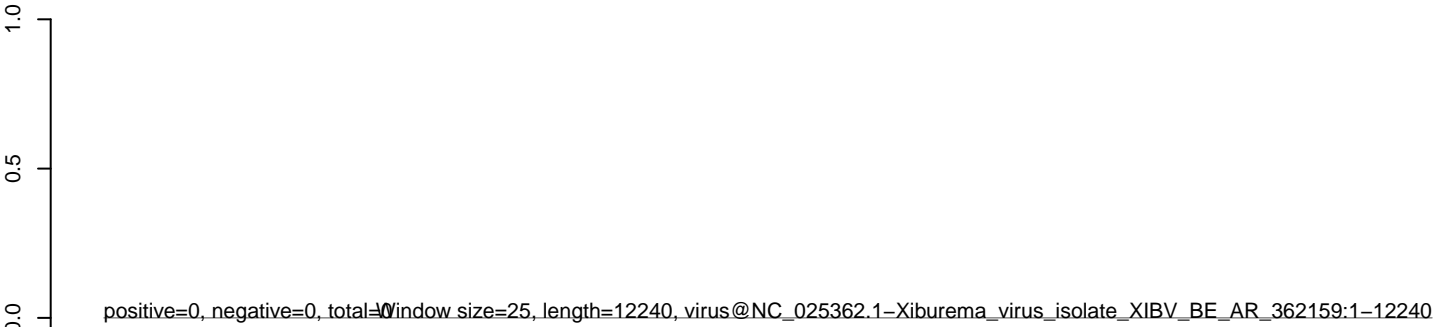 1.0
0.5
0.0
positive=0, negative=0, total=0
Window size=25, length=12240, virus@NC_025362.1−Xiburema_virus_isolate_XIBV_BE_AR_362159:1−12240